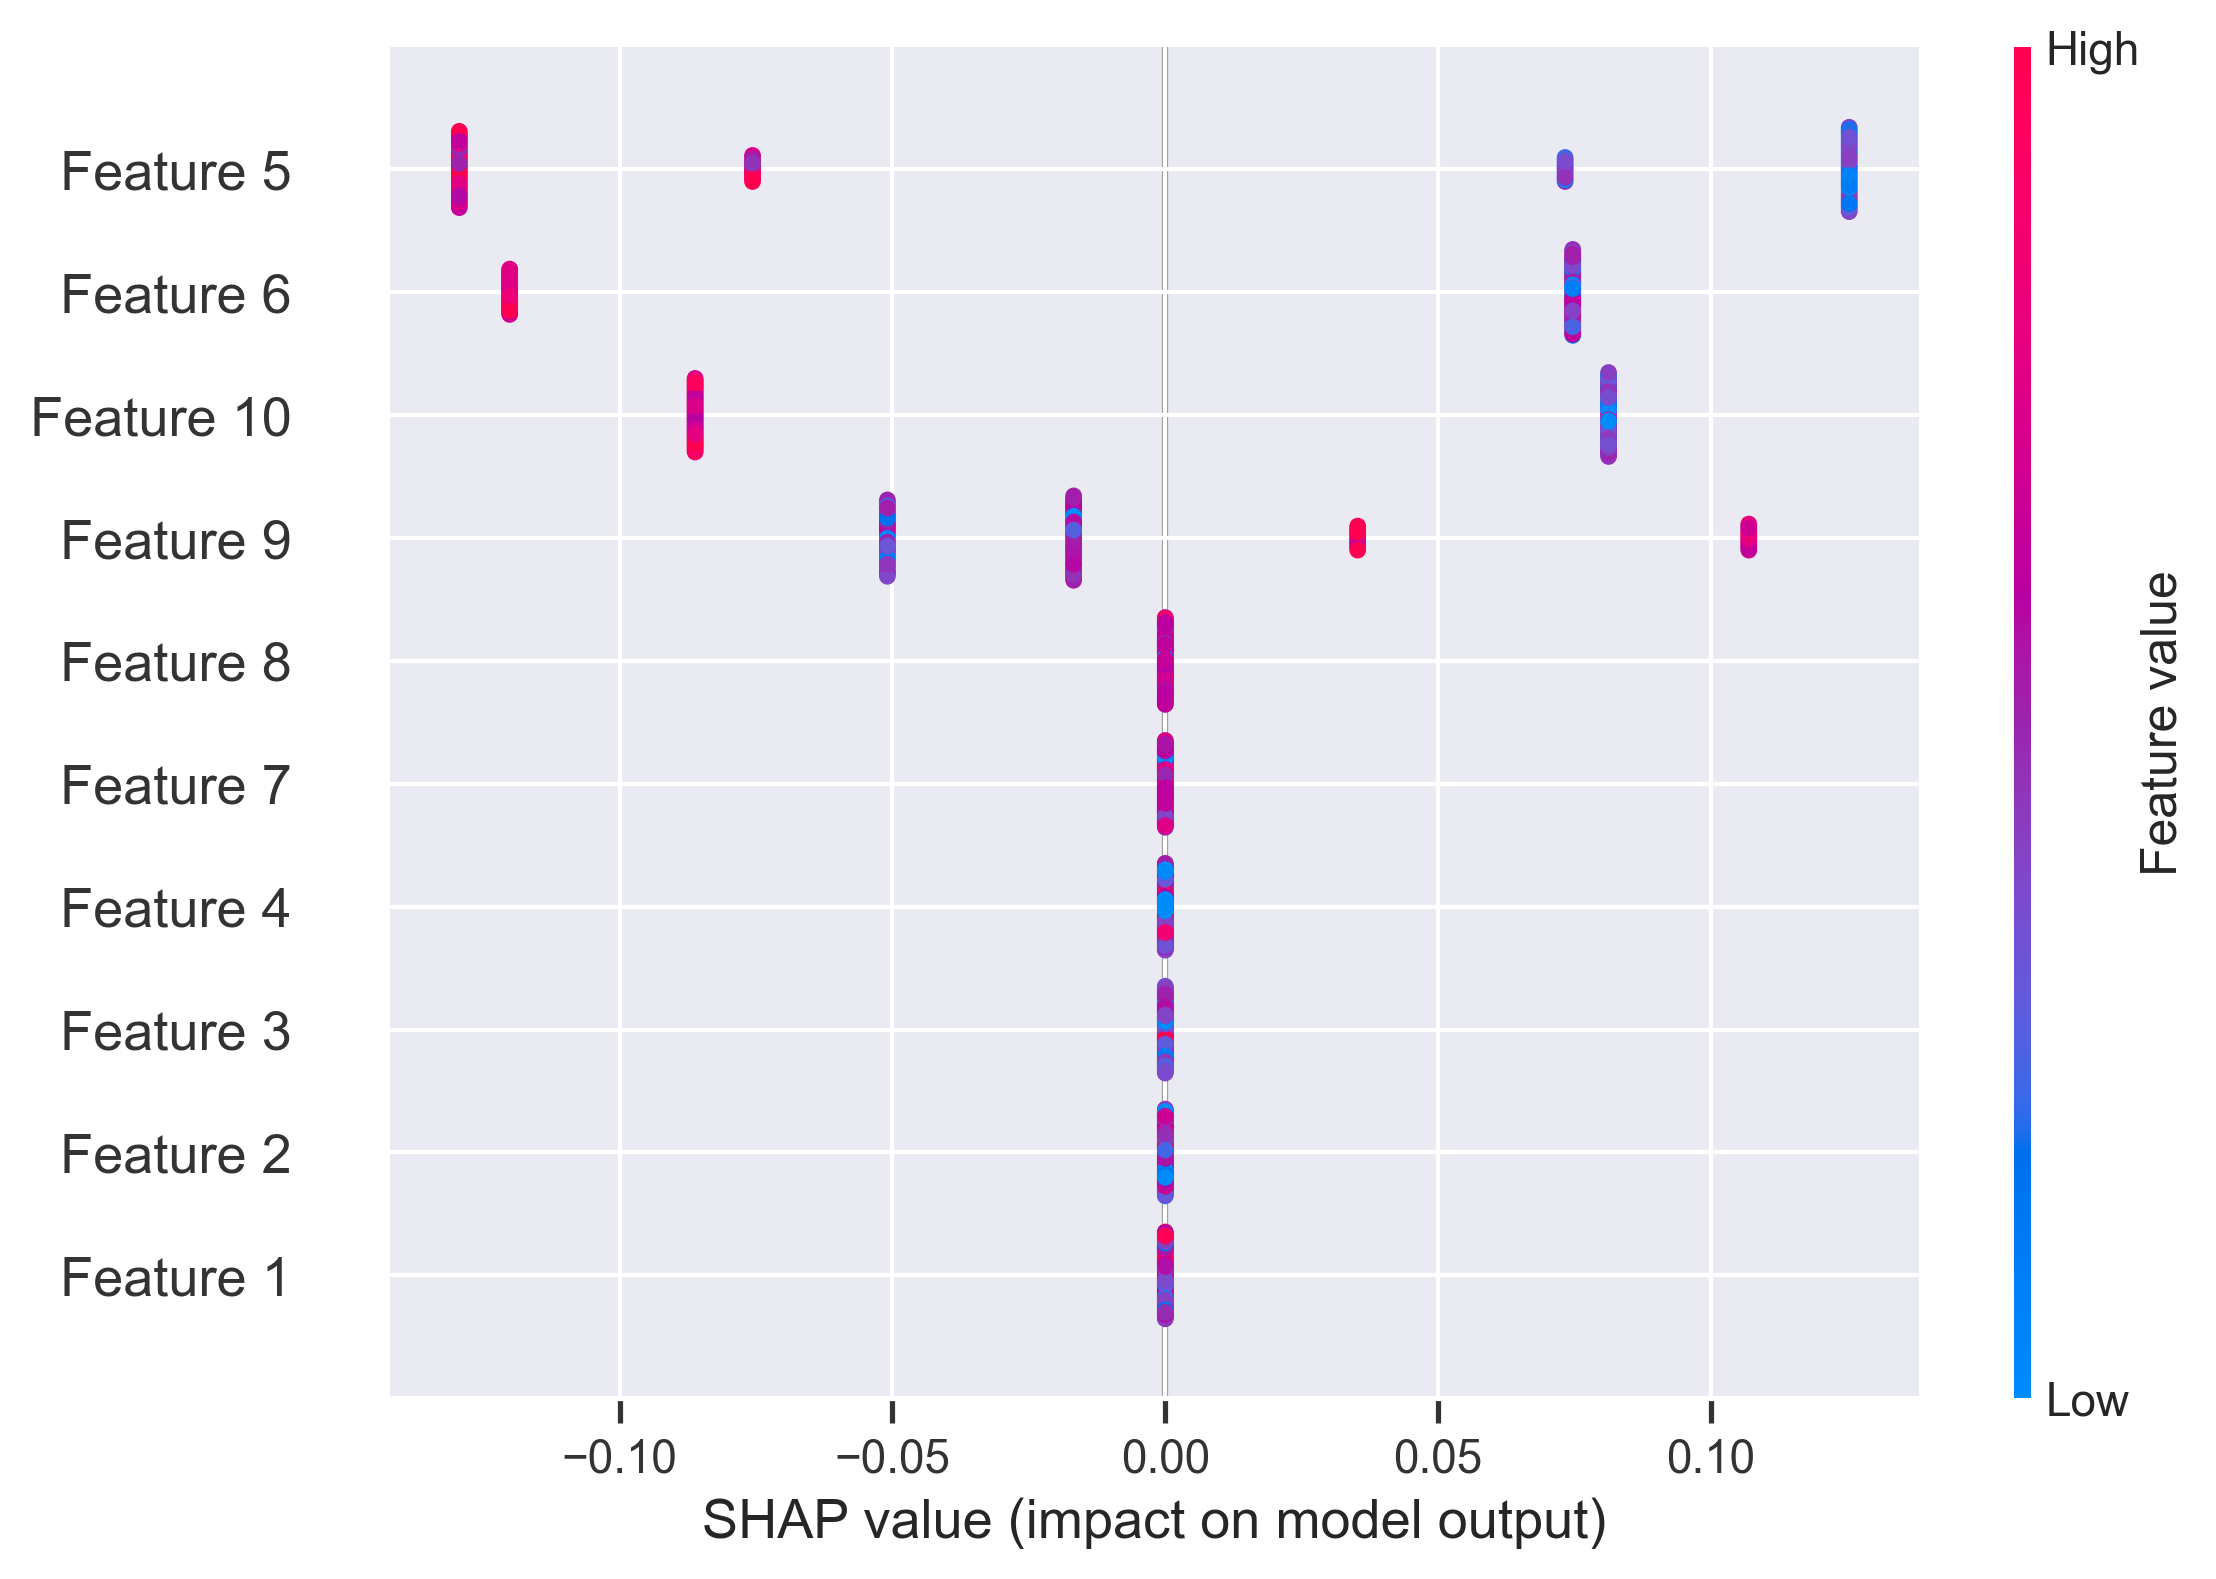 High
Feature 5
Feature 6
Feature 10
Feature 9
Feature 8
Feature 7
Feature 4
Feature 3
Feature 2
Feature 1
Feature value
Low
−0.10 −0.05 0.00 0.05 0.10
SHAP value (impact on model output)